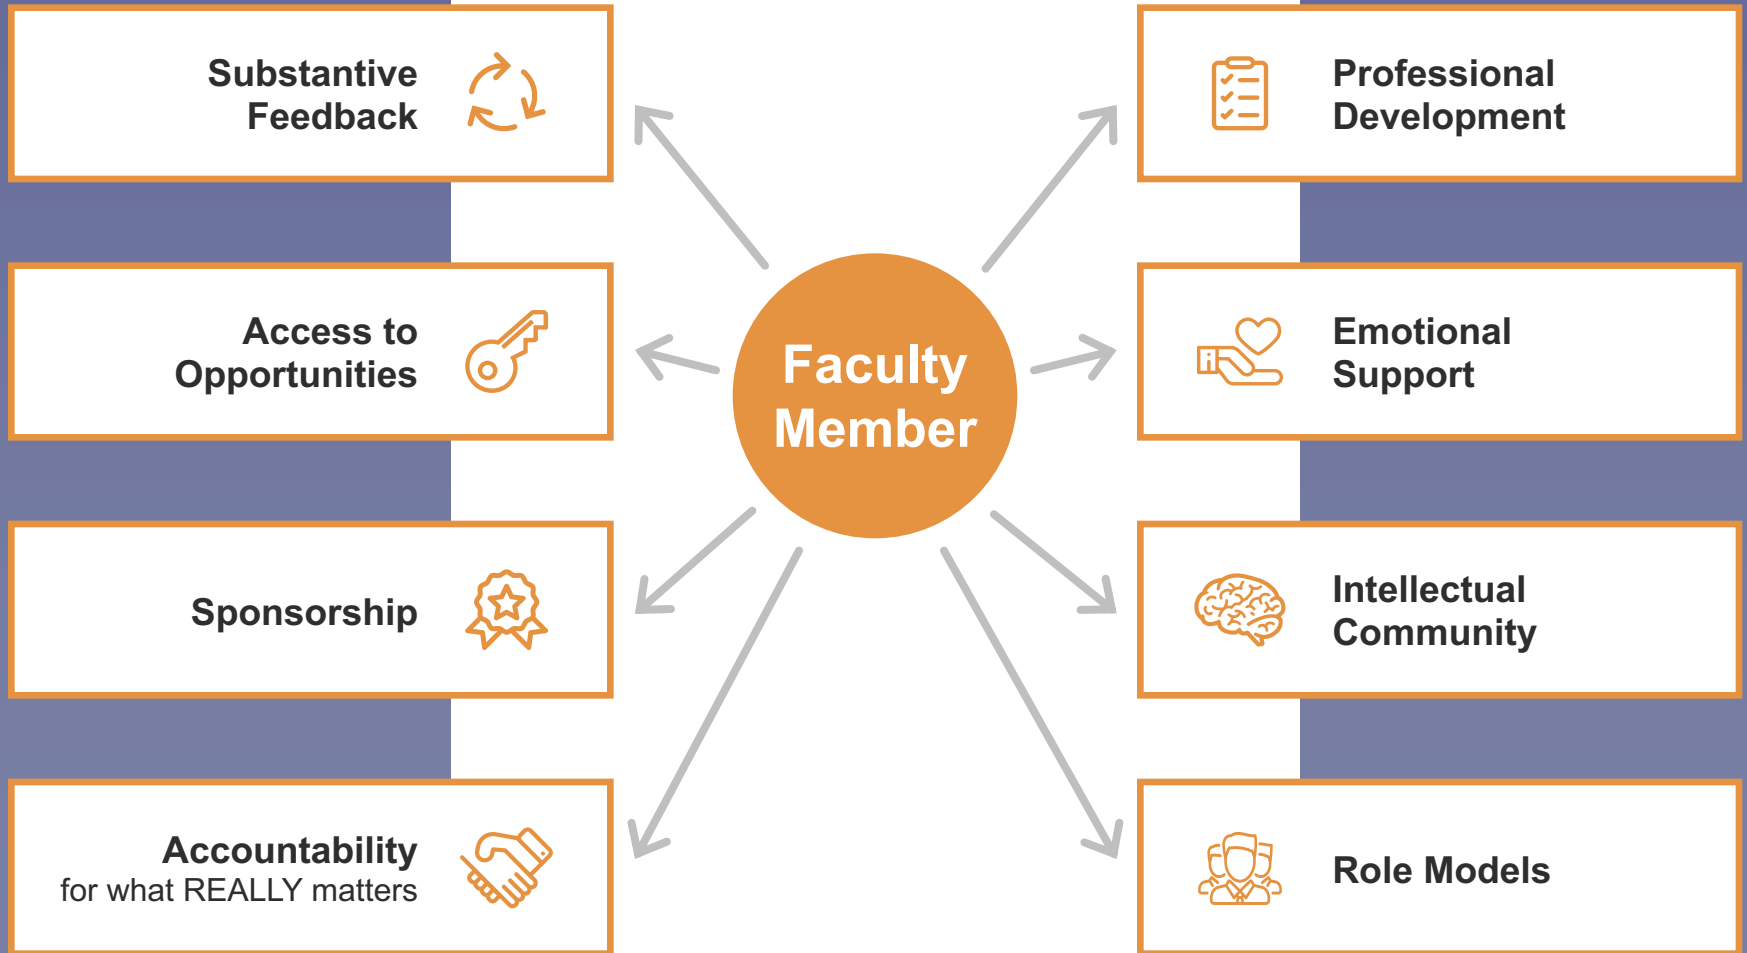 Substantive
Feedback
Access to
Opportunities
Sponsorship
Accountability
for what REALLY matters
Faculty
Member
Professional
Development
Emotional
Support
Intellectual
Community
Role Models